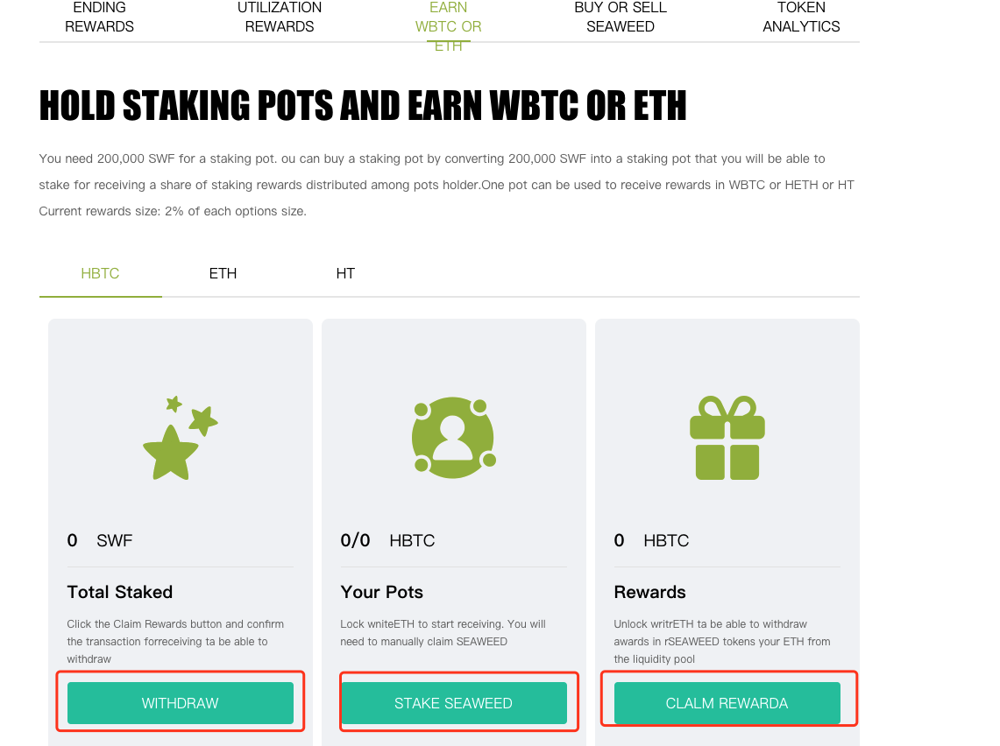 ENDING
REWARDS
UTILIZATION
REWARDS
EARN
WBTC OR
ETH
BUY OR SELL
SEAWEED
TOKEN
ANALYTICS
HOLD STAKING POTS AND EARN WBTC OR ETH
You need 200,000 SWF for a staking pot. ou can buy a staking pot by converting 200,000 SWF into a staking pot that you will be able to
stake for receiving a share of staking rewards distributed among pots holder.One pot can be used to receive rewards in WBTC or HETH or HT
Current rewards size: 2% of each options size.
HBTC
ETH
HT
0 SWF
Total Staked
Click the Claim Rewards button and confirm
the transaction forreceiving ta be able to
withdraw
WITHDRAW
0/0 HBTC
Your Pots
Lock wniteETH to start receiving. You will
need to manually claim SEAWEED
STAKE SEAWEED
0 HBTC
Rewards
Unlock writrETH ta be able to withdraw
awards in rSEAWEED tokens your ETH from
the liquidity pool
CLALM REWARDA